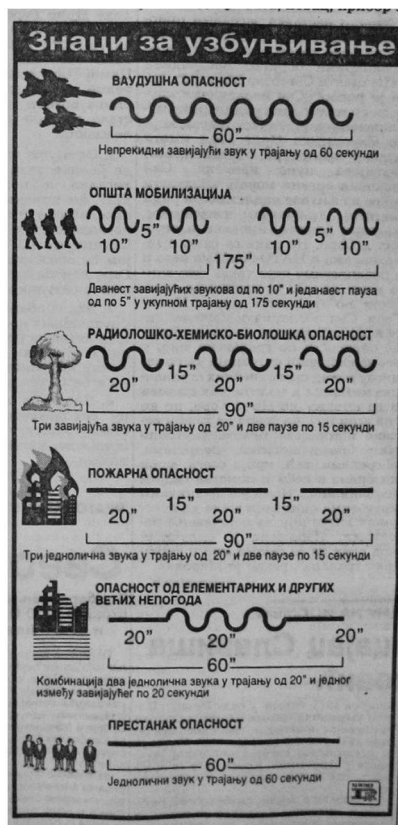 Знаци за узбуњивање
ВАУДУШНА ОПАСНОСТ
60”
Непрекидни завијајући звук у трајању од 60 секунди
ОПШТА МОБИЛИЗАЦИЈА
5” 5”
10” 10” 10” 10”
175”
Дванест завијајућих звукова од по 10” и једанаест пауза
од по 5” у укупном трајању од 175 секунди
РАДИОЛОШКО-ХЕМИСКО-БИОЛОШКА ОПАСНОСТ
15” 15”
20” 20” 20”
90”
Три завијајућа звука у трајању од 20” и две паузе по 15 секунди
ПОЖАРНА ОПАСНОСТ
15” 15”
20” 20” 20”
90”
Три једнолична звука у трајању од 20” и две паузе по 15 секунди
ОПАСНОСТ ОД ЕЛЕМЕНТАРНИХ И ДРУГИХ
ВЕЋИХ НЕПОГОДА
20” 20” 20”
60”
Комбинација два једнолична звука у трајању од 20” и једног
између завијајућег по 20 секунди
ПРЕСТАНАК ОПАСНОСТ
60”
Једнолични звук у трајању од 60 секунди